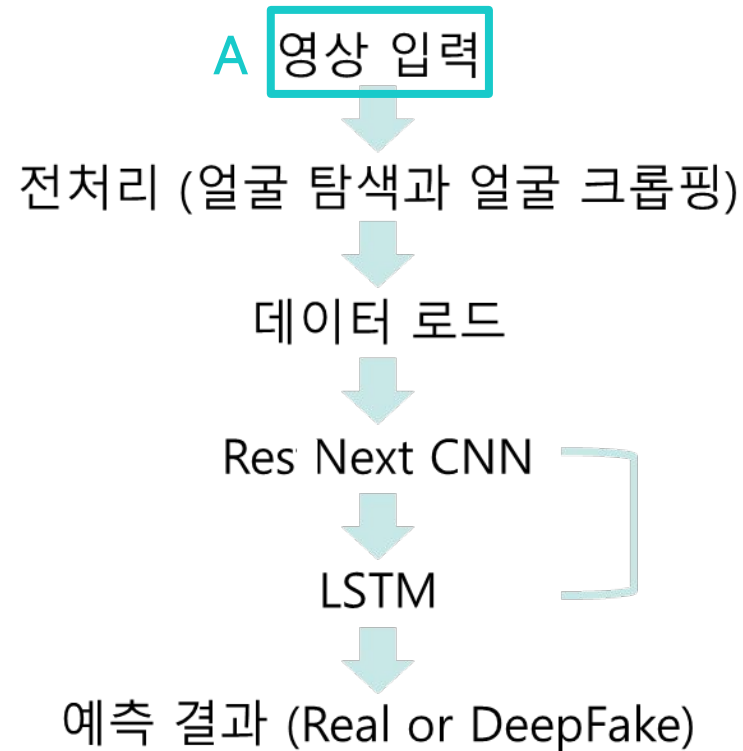 A 영상 입력
전처리 (얼굴 탐색과 얼굴 크롭핑)
데이터 로드
Res Next CNN
LSTM
예측 결과 (Real or DeepFake)